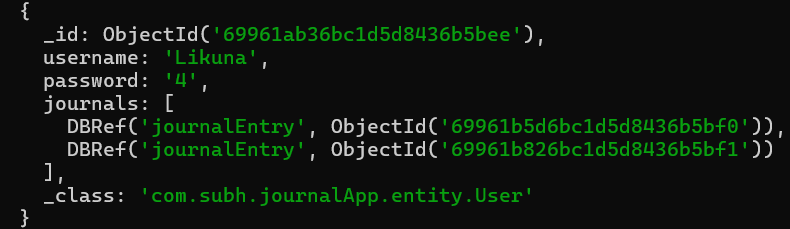 {
_id: ObjectId('69961ab36bc1d5d8436b5bee'),
username: 'Likuna',
password: '4',
journals: [
DBRef('journalEntry', ObjectId('69961b5d6bc1d5d8436b5bf0')),
DBRef('journalEntry', ObjectId('69961b826bc1d5d8436b5bf1'))
],
_class: 'com.subh.journalApp.entity.User'
}